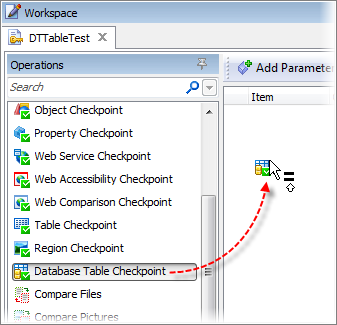 Workspace
DTTableTest
Operations
Search
Add Parameter
Item
Object Checkpoint
Property Checkpoint
Web Service Checkpoint
Web Accessibility Checkpoint
Web Comparison Checkpoint
Table Checkpoint
Region Checkpoint
Database Table Checkpoint
Compare Files
Compare Pictures